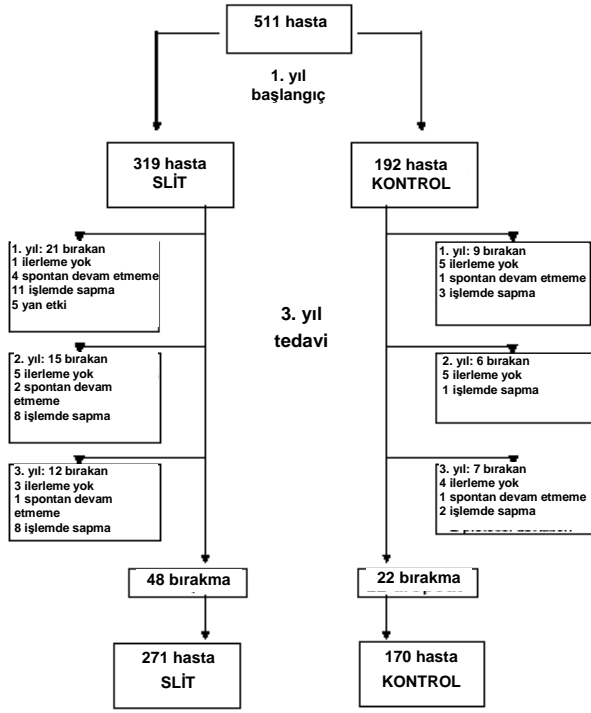 511 hasta
1. yıl
başlangıç
319 hasta
SLİT
192 hasta
KONTROL
1. yıl: 21 bırakan
1 ilerleme yok
4 spontan devam etmeme
11 işlemde sapma
5 yan etki
1. yıl: 9 bırakan
5 ilerleme yok
1 spontan devam etmeme
3 işlemde sapma
3. yıl
tedavi
2. yıl: 15 bırakan
5 ilerleme yok
2 spontan devam
etmeme
8 işlemde sapma
2. yıl: 6 bırakan
5 ilerleme yok
1 işlemde sapma
3. yıl: 12 bırakan
3 ilerleme yok
1 spontan devam
etmeme
8 işlemde sapma
3. yıl: 7 bırakan
4 ilerleme yok
1 spontan devam etmeme
2 işlemde sapma
48 bırakma
22 bırakma
271 hasta
SLİT
170 hasta
KONTROL